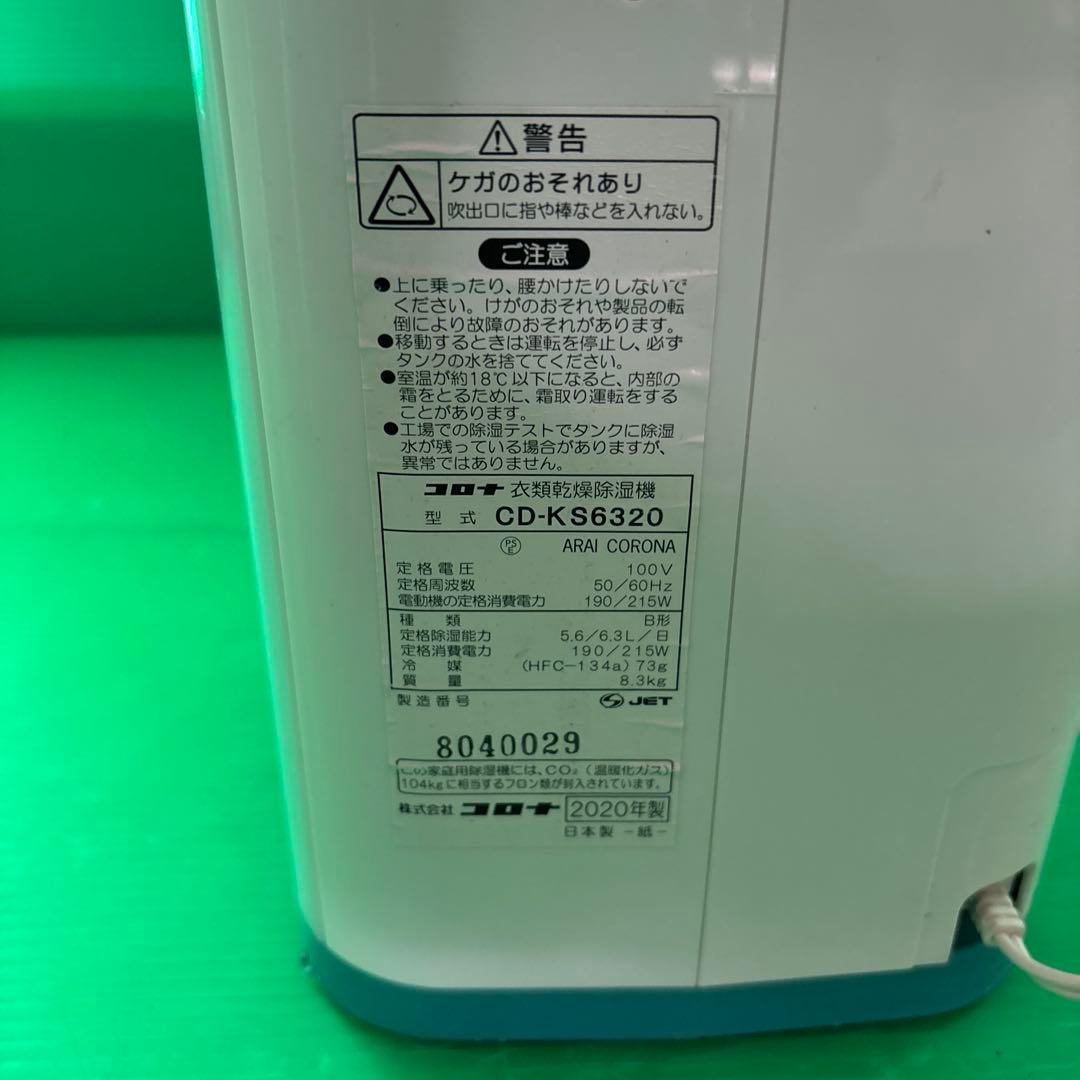 ⚠警告
ケガのおそれあり
吹出口に指や棒などを入れない。
ご注意
●上に乗ったり、腰かけたりしないで
ください。けがのおそれや製品の転
倒により故障のおそれがあります。
●移動するときは運転を停止し、必ず
タンクの水を捨ててください。
●室温が約18℃以下になると、内部の
霜をとるために、霜取り運転をする
ことがあります。
●工場での除湿テストでタンクに除湿
水が残っている場合がありますが、
異常ではありません。
コロナ 衣類乾燥除湿機
型式 CD-KS6320
PSE ARAI CORONA
定格電圧 100V
定格周波数 50/60Hz
電動機の定格消費電力 190/215W
種類 B形
定格除湿能力 5.6/6.3L/日
定格消費電力 190/215W
冷媒 (HFC-134a) 73g
質量 8.3kg
製造番号 JET
8040029
この家庭用除湿機には、CO₂(温暖化ガス)
104kgに相当するフロン類が封入されています。
株式会社 コロナ 2020年製
日本製 -紙-